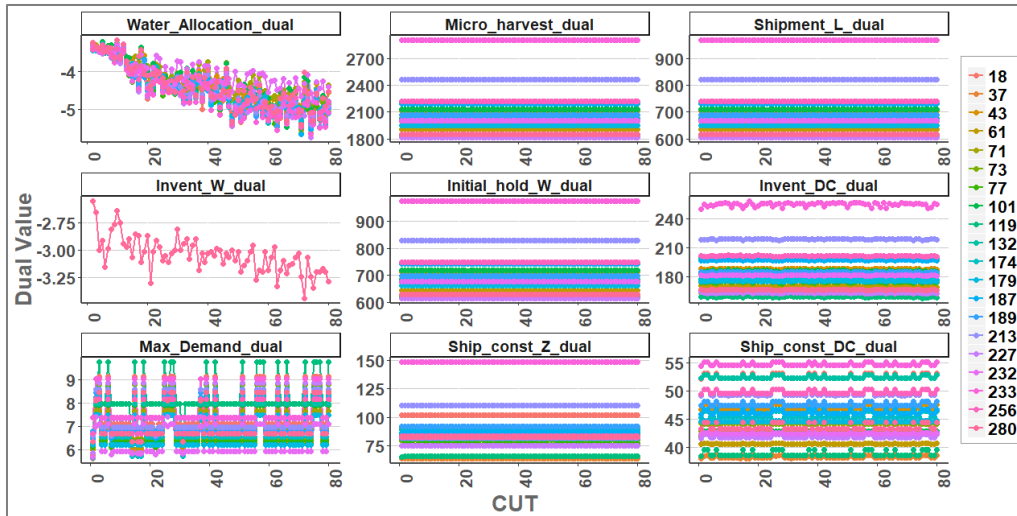 Water_Allocation_dual
Micro_harvest_dual
Shipment_L_dual
-4
-5
2700
2400
2100
1800
900
800
700
600
0 20 40 60 80
0 20 40 60 80
0 20 40 60 80
Invent_W_dual
Initial_hold_W_dual
Invent_DC_dual
-2.75
-3.00
-3.25
900
800
700
600
240
210
180
0 20 40 60 80
0 20 40 60 80
0 20 40 60 80
Max_Demand_dual
Ship_const_Z_dual
Ship_const_DC_dual
9
8
7
6
150
125
100
75
55
50
45
40
0 20 40 60 80
0 20 40 60 80
0 20 40 60 80
Dual Value
CUT
18
37
43
61
71
73
77
101
119
132
174
179
187
189
213
227
232
233
256
280